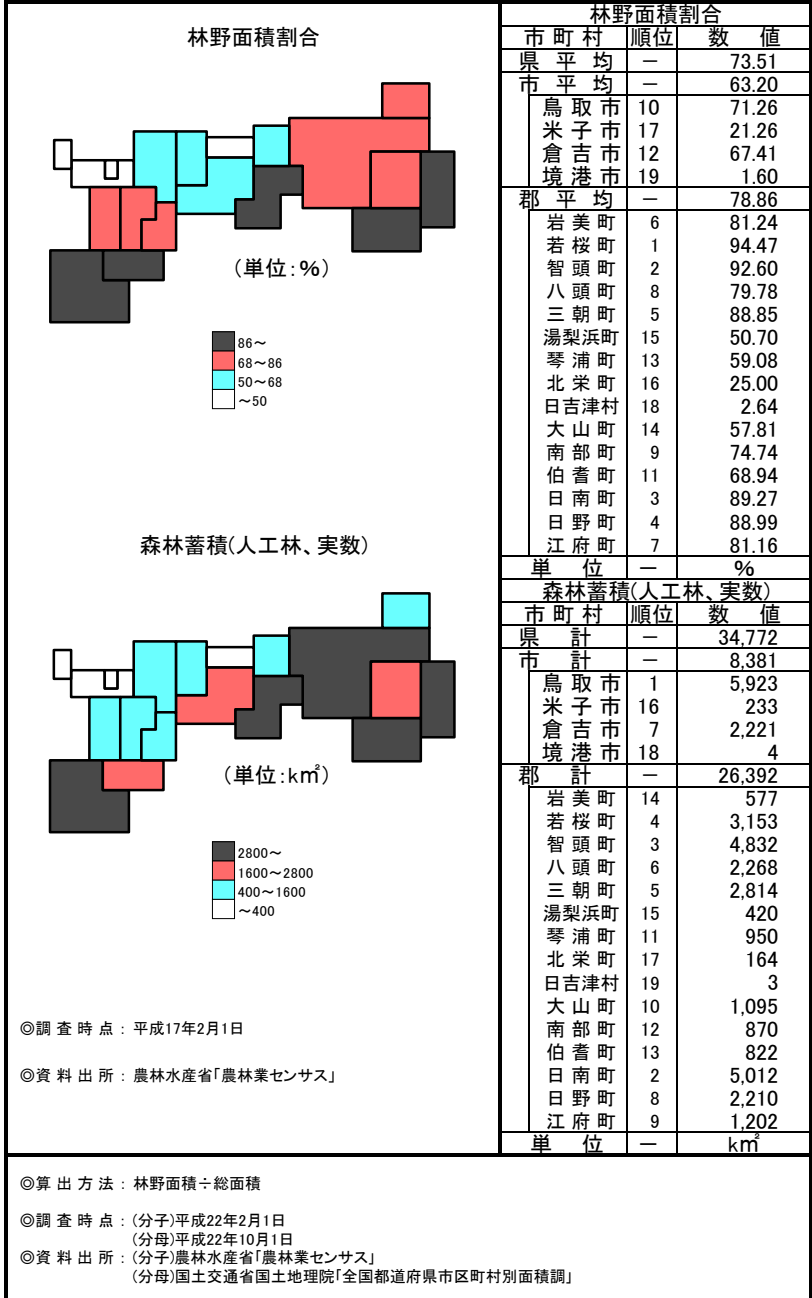 林野面積割合
(単位:%)
86～
68～86
50～68
～50
林野面積割合
市町村 順位 数 値
県 平 均 － 73.51
市 平 均 － 63.20
鳥取市 10 71.26
米子市 17 21.26
倉吉市 12 67.41
境港市 19 1.60
郡 平 均 － 78.86
岩美町 6 81.24
若桜町 1 94.47
智頭町 2 92.60
八頭町 8 79.78
三朝町 5 88.85
湯梨浜町 15 50.70
琴浦町 13 59.08
北栄町 16 25.00
日吉津村 18 2.64
大山町 14 57.81
南部町 9 74.74
伯耆町 11 68.94
日南町 3 89.27
日野町 4 88.99
江府町 7 81.16
単 位 － %
森林蓄積(人工林、実数)
(単位:k㎡)
2800～
1600～2800
400～1600
～400
森林蓄積(人工林、実数)
市町村 順位 数 値
県 計 － 34,772
市 計 － 8,381
鳥取市 1 5,923
米子市 16 233
倉吉市 7 2,221
境港市 18 4
郡 計 － 26,392
岩美町 14 577
若桜町 4 3,153
智頭町 3 4,832
八頭町 6 2,268
三朝町 5 2,814
湯梨浜町 15 420
琴浦町 11 950
北栄町 17 164
日吉津村 19 3
大山町 10 1,095
南部町 12 870
伯耆町 13 822
日南町 2 5,012
日野町 8 2,210
江府町 9 1,202
単 位 － k㎡
◎調 査 時 点 : 平成17年2月1日
◎資 料 出 所 : 農林水産省「農林業センサス」
◎算 出 方 法 : 林野面積÷総面積
◎調 査 時 点 : (分子)平成22年2月1日
(分母)平成22年10月1日
◎資 料 出 所 : (分子)農林水産省「農林業センサス」
(分母)国土交通省国土地理院「全国都道府県市区町村別面積調」